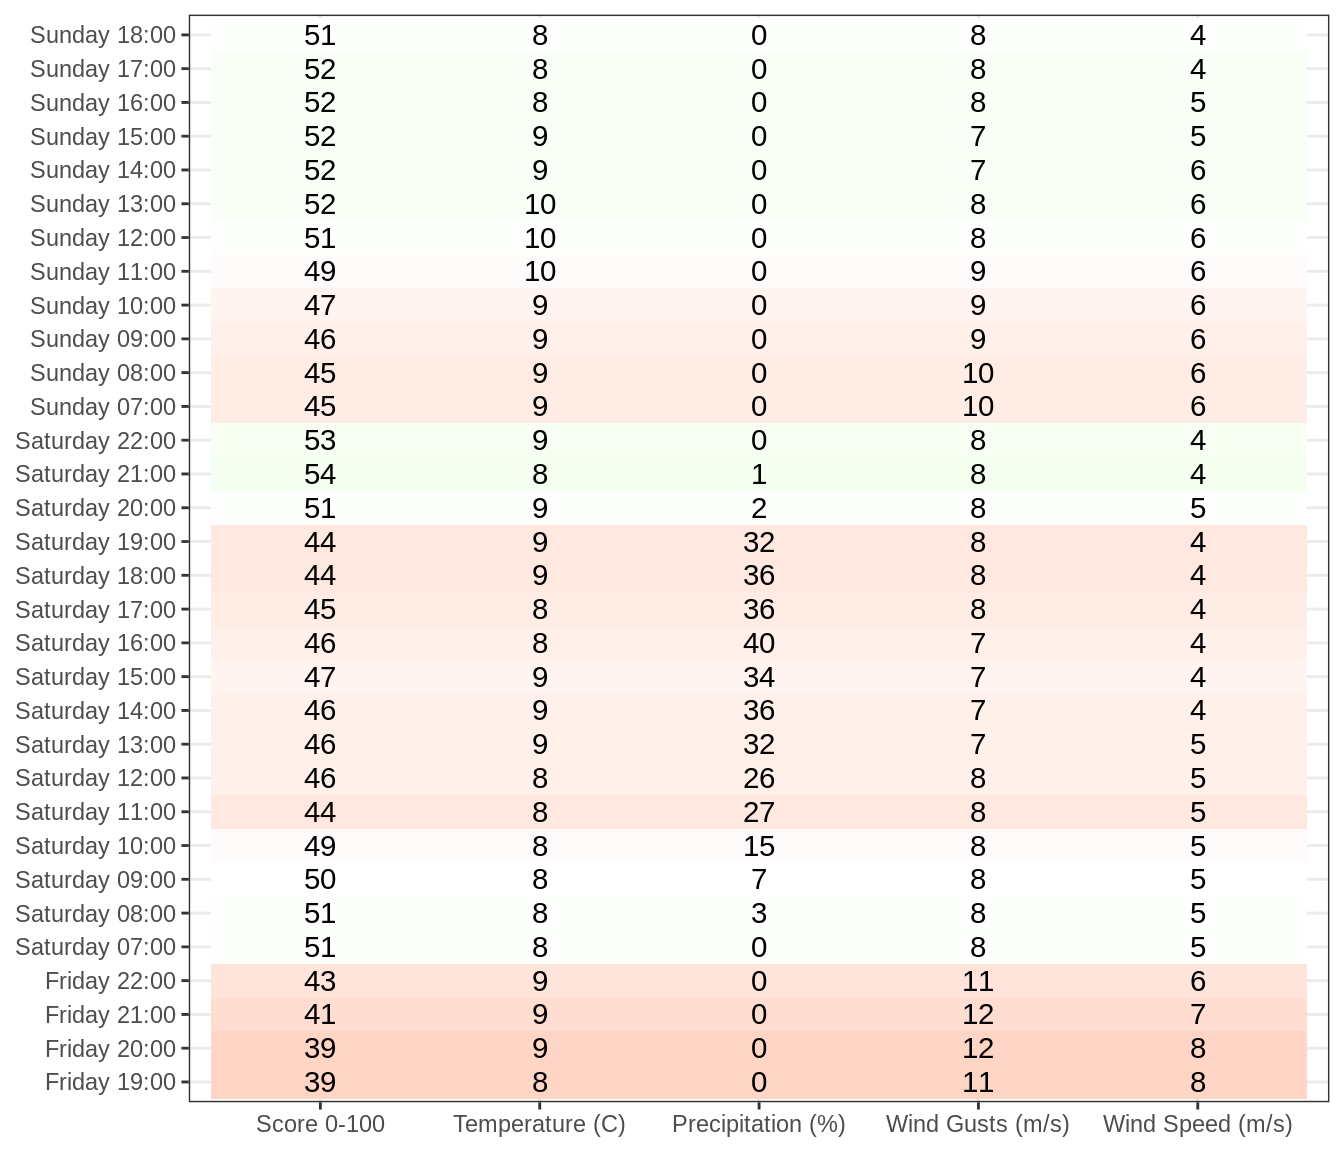 Sunday 18:00 51 8 0 8 4
Sunday 17:00 52 8 0 8 4
Sunday 16:00 52 8 0 8 5
Sunday 15:00 52 9 0 7 5
Sunday 14:00 52 9 0 7 6
Sunday 13:00 52 10 0 8 6
Sunday 12:00 51 10 0 8 6
Sunday 11:00 49 10 0 9 6
Sunday 10:00 47 9 0 9 6
Sunday 09:00 46 9 0 9 6
Sunday 08:00 45 9 0 10 6
Sunday 07:00 45 9 0 10 6
Saturday 22:00 53 9 0 8 4
Saturday 21:00 54 8 1 8 4
Saturday 20:00 51 9 2 8 5
Saturday 19:00 44 9 32 8 4
Saturday 18:00 44 9 36 8 4
Saturday 17:00 45 8 36 8 4
Saturday 16:00 46 8 40 7 4
Saturday 15:00 47 9 34 7 4
Saturday 14:00 46 9 36 7 4
Saturday 13:00 46 9 32 7 5
Saturday 12:00 46 8 26 8 5
Saturday 11:00 44 8 27 8 5
Saturday 10:00 49 8 15 8 5
Saturday 09:00 50 8 7 8 5
Saturday 08:00 51 8 3 8 5
Saturday 07:00 51 8 0 8 5
Friday 22:00 43 9 0 11 6
Friday 21:00 41 9 0 12 7
Friday 20:00 39 9 0 12 8
Friday 19:00 39 8 0 11 8
Score 0-100 Temperature (C) Precipitation (%) Wind Gusts (m/s) Wind Speed (m/s)